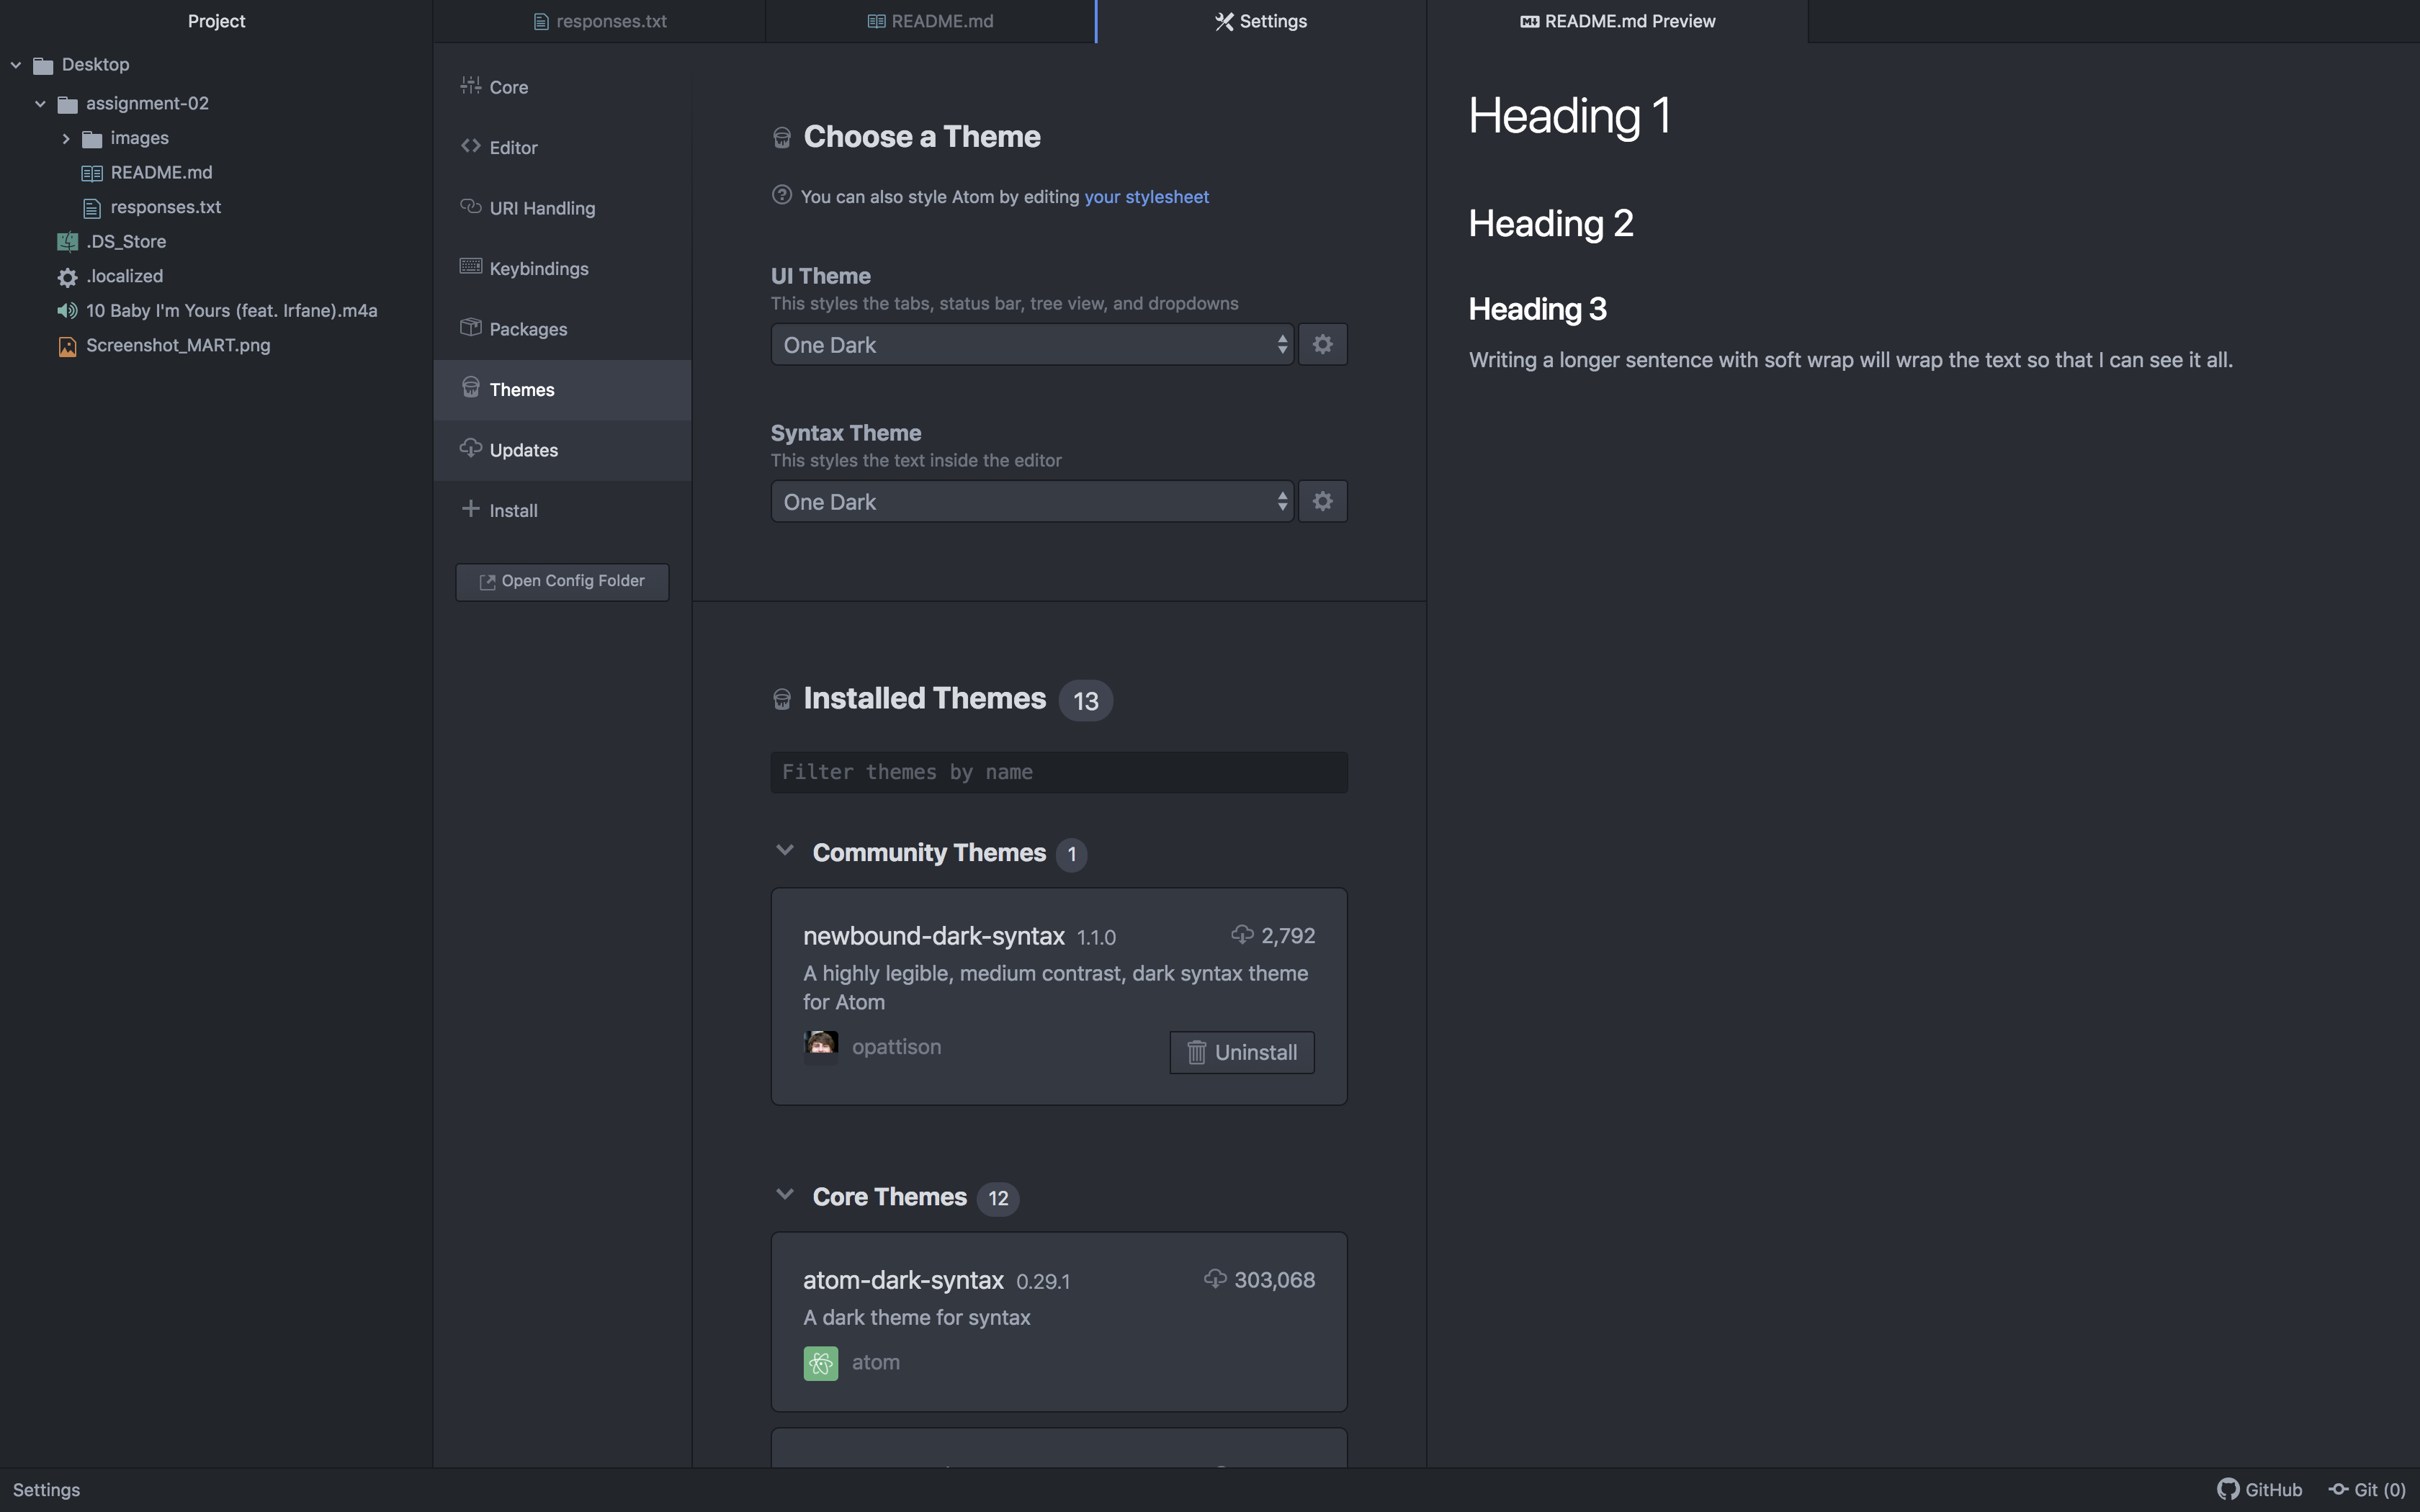 Project
responses.txt
README.md
Settings
README.md Preview
Desktop
assignment-02
images
README.md
responses.txt
.DS_Store
.localized
10 Baby I'm Yours (feat. Irfane).m4a
Screenshot_MART.png
Core
Editor
URI Handling
Keybindings
Packages
Themes
Updates
Install
Open Config Folder
Choose a Theme
You can also style Atom by editing your stylesheet
UI Theme
This styles the tabs, status bar, tree view, and dropdowns
One Dark
Syntax Theme
This styles the text inside the editor
One Dark
Installed Themes 13
Filter themes by name
Community Themes 1
newbound-dark-syntax 1.1.0 2,792
A highly legible, medium contrast, dark syntax theme
for Atom
opattison
Uninstall
Core Themes 12
atom-dark-syntax 0.29.1 303,068
A dark theme for syntax
atom
Heading 1
Heading 2
Heading 3
Writing a longer sentence with soft wrap will wrap the text so that I can see it all.
Settings
GitHub
Git (0)